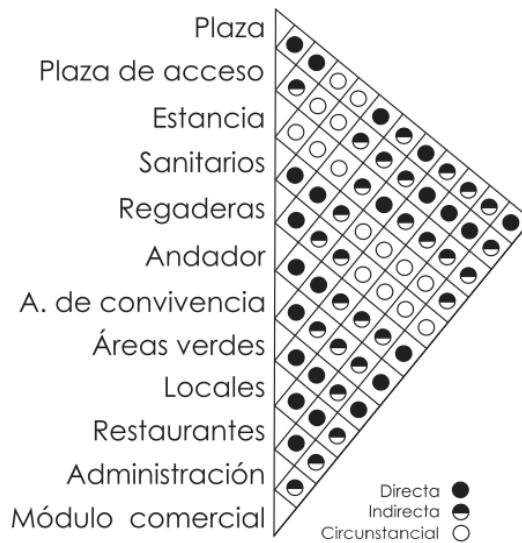 Plaza
Plaza de acceso
Estancia
Sanitarios
Regaderas
Andador
A. de convivencia
Áreas verdes
Locales
Restaurantes
Administración
Módulo comercial
Directa
Indirecta
Circunstancial